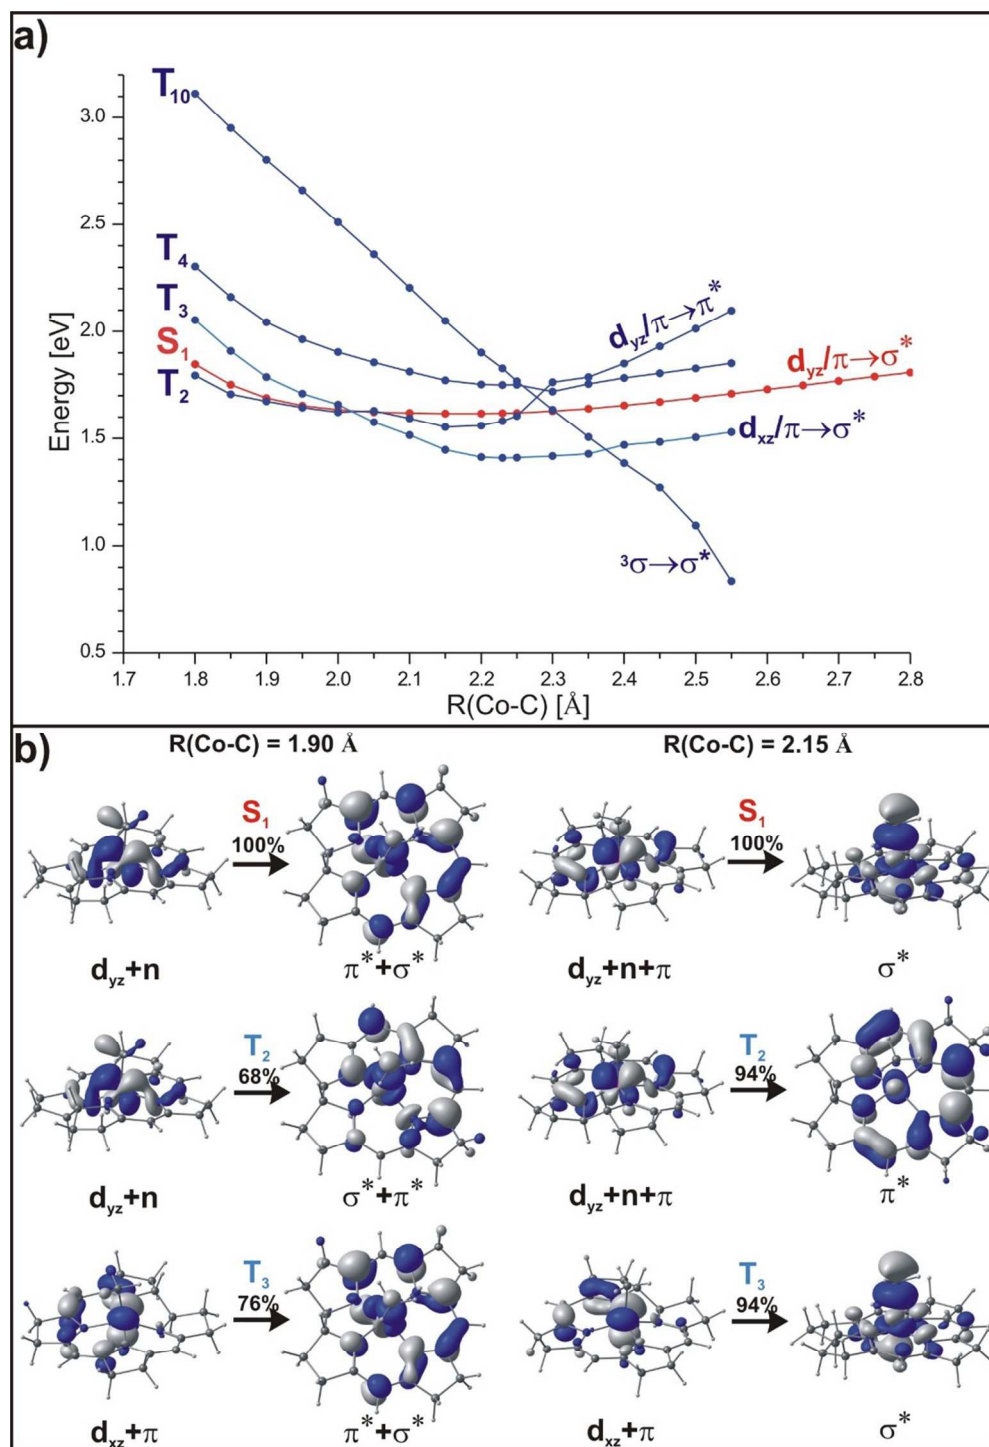 a)
T10
T4
T3
S1
T2
Energy [eV]
3.0
2.5
2.0
1.5
1.0
0.5
dyz/π→π*
dyz/π→σ*
dxz/π→σ*
3σ→σ*
1.7 1.8 1.9 2.0 2.1 2.2 2.3 2.4 2.5 2.6 2.7 2.8
R(Co-C) [Å]
b)
R(Co-C) = 1.90 Å R(Co-C) = 2.15 Å
S1 S1
100% 100%
dyz+n π*+σ* dyz+n+π σ*
T2 T2
68% 94%
dyz+n σ*+π* dyz+n+π π*
T3 T3
76% 94%
dxz+π π*+σ* dxz+π σ*